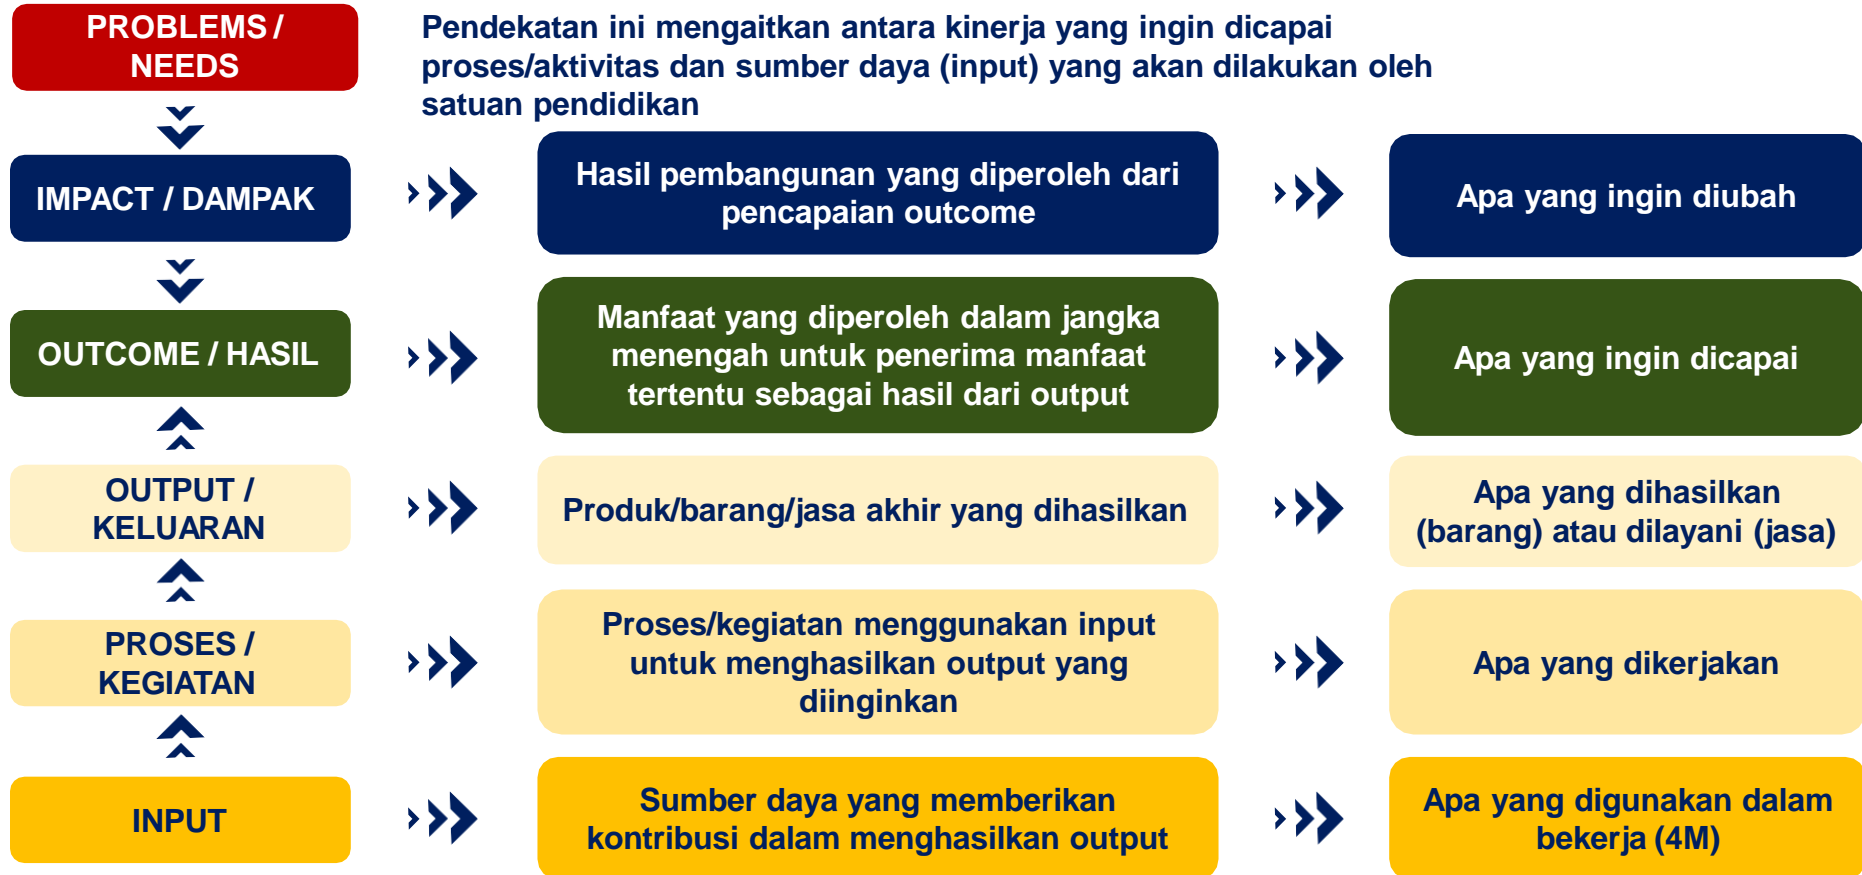 PROBLEMS /
NEEDS
Pendekatan ini mengaitkan antara kinerja yang ingin dicapai
proses/aktivitas dan sumber daya (input) yang akan dilakukan oleh
satuan pendidikan
IMPACT / DAMPAK
Hasil pembangunan yang diperoleh dari
pencapaian outcome
Apa yang ingin diubah
OUTCOME / HASIL
Manfaat yang diperoleh dalam jangka
menengah untuk penerima manfaat
tertentu sebagai hasil dari output
Apa yang ingin dicapai
OUTPUT /
KELUARAN
Produk/barang/jasa akhir yang dihasilkan
Apa yang dihasilkan
(barang) atau dilayani (jasa)
PROSES /
KEGIATAN
Proses/kegiatan menggunakan input
untuk menghasilkan output yang
diinginkan
Apa yang dikerjakan
INPUT
Sumber daya yang memberikan
kontribusi dalam menghasilkan output
Apa yang digunakan dalam
bekerja (4M)